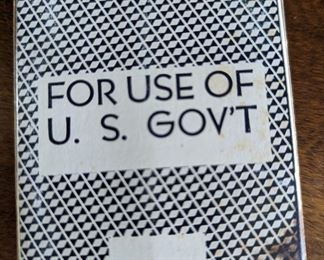 FOR USE OF
U. S. GOV'T